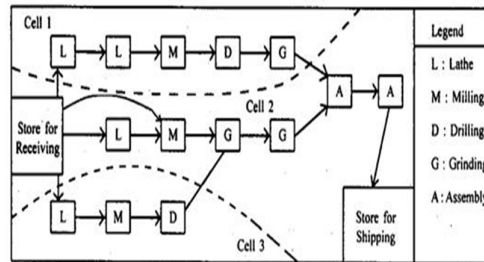 Cell 1
L L M D G
A A
Cell 2
Store for
Receiving
L M G G
L M D
Cell 3
Store for
Shipping
Legend
L : Lathe
M : Milling
D : Drilling
G : Grinding
A : Assembly